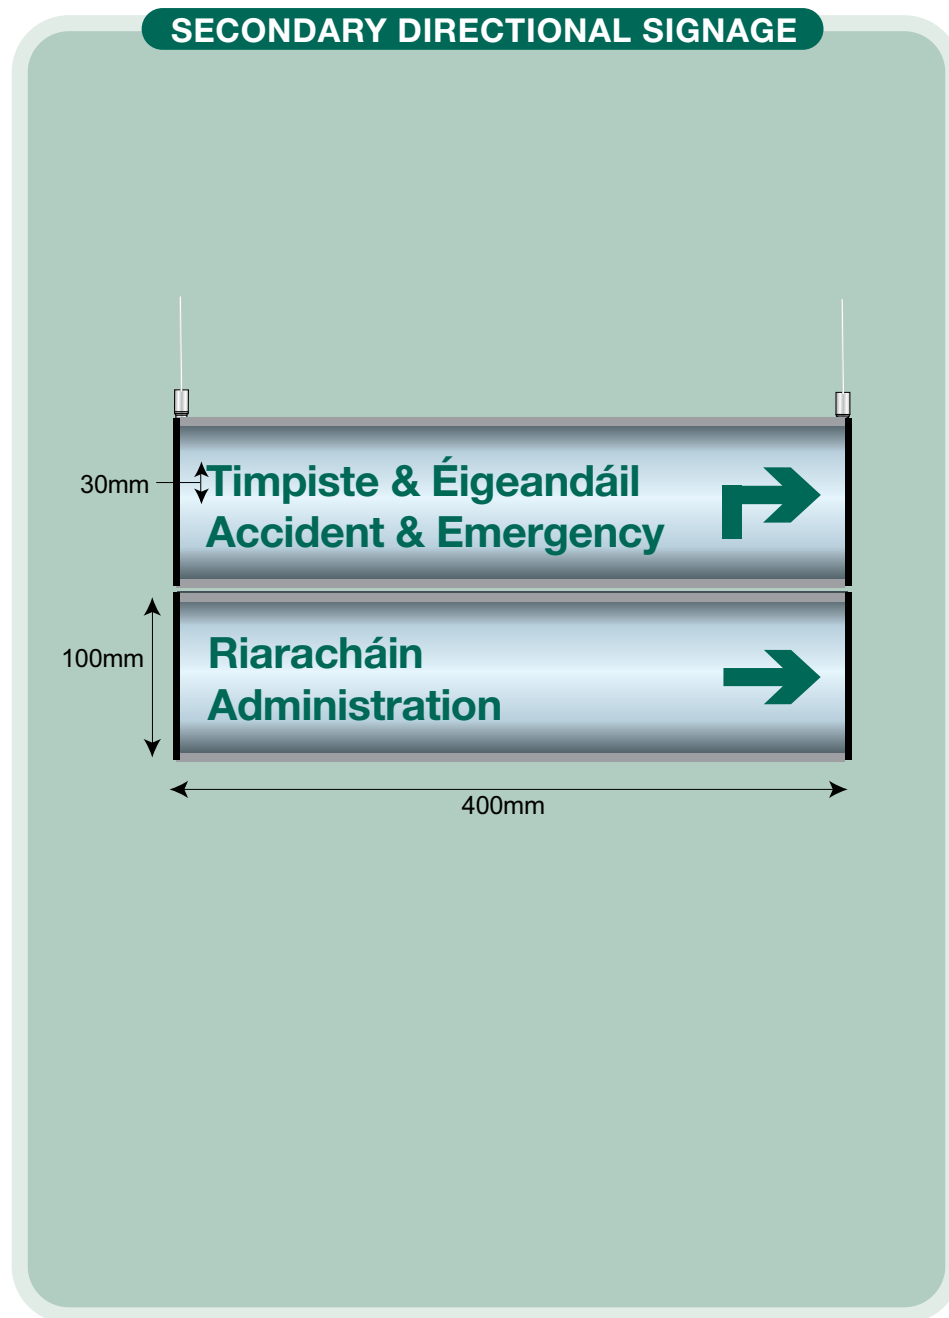 SECONDARY DIRECTIONAL SIGNAGE
30mm
Timpiste & Éigeandáil
Accident & Emergency
100mm
Riaracháin
Administration
400mm